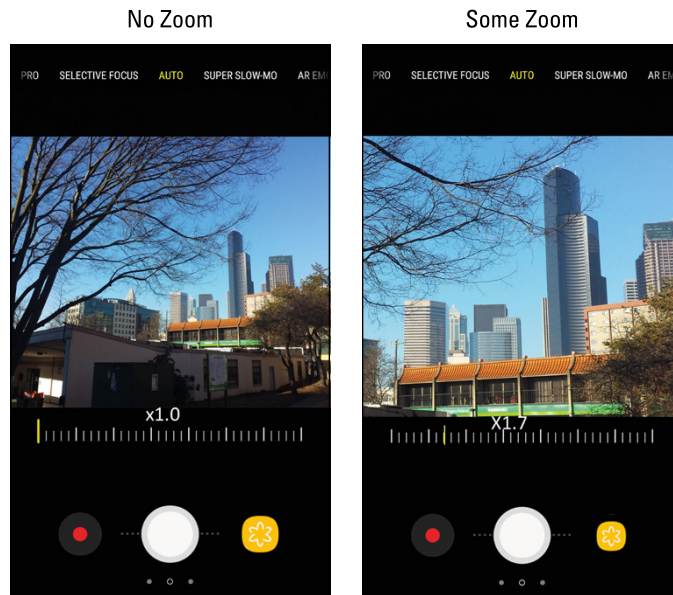 No Zoom
PRO SELECTIVE FOCUS AUTO SUPER SLOW-MO AR EM
x1.0
Some Zoom
PRO SELECTIVE FOCUS AUTO SUPER SLOW-MO AR EM
X1.7